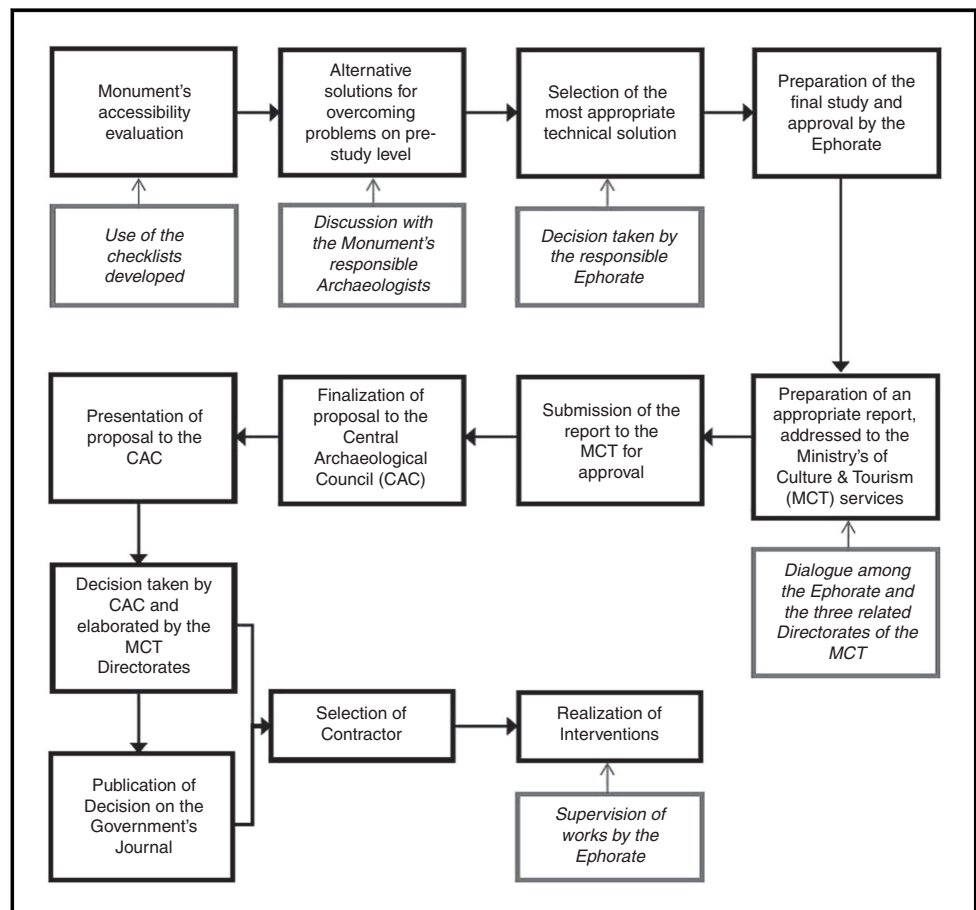 Monument's
accessibility
evaluation
Alternative
solutions for
overcoming
problems on pre-
study level
Selection of
the most
appropriate
technical solution
Preparation of the
final study and
approval by the
Ephorate
Use of the
checklists
developed
Discussion with
the Monument's
responsible
Archaeologists
Decision taken by
the responsible
Ephorate
Preparation of an
appropriate report,
addressed to the
Ministry's of
Culture & Tourism
(MCT) services
Submission of the
report to the
MCT for
approval
Finalization of
proposal to the
Central
Archaeological
Council (CAC)
Presentation of
proposal to the
CAC
Dialogue among
the Ephorate and
the three related
Directorates of the
MCT
Decision taken by
CAC and
elaborated by the
MCT
Directorates
Publication of
Decision on the
Government's
Journal
Selection of
Contractor
Realization of
Interventions
Supervision of
works by the
Ephorate